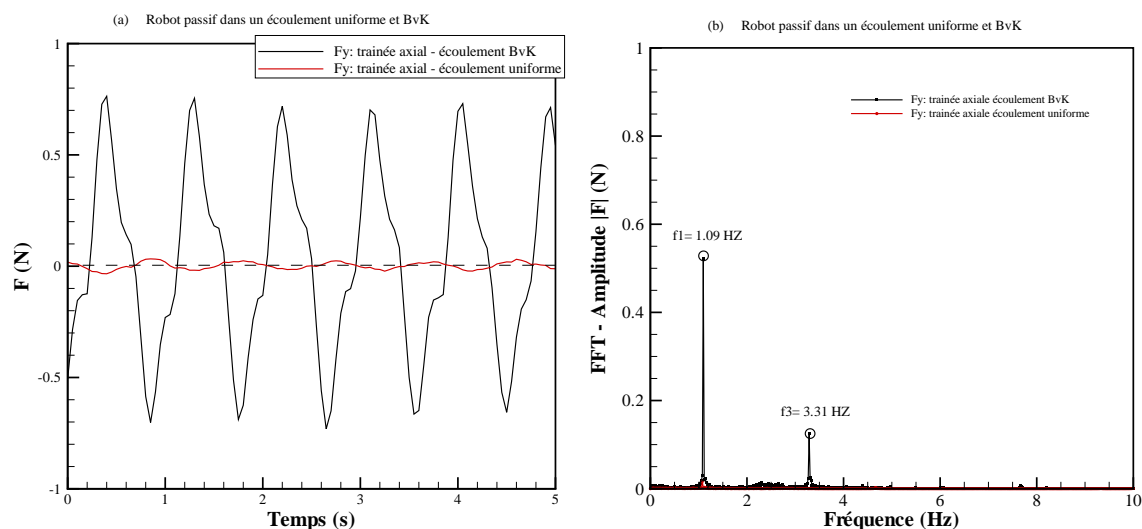 (a) Robot passif dans un écoulement uniforme et BvK
Fy: trainée axial - écoulement BvK
Fy: trainée axial - écoulement uniforme
F (N)
1
0.5
0
-0.5
-1
0 1 2 3 4 5
Temps (s)
(b) Robot passif dans un écoulement uniforme et BvK
Fy: trainée axiale écoulement BvK
Fy: trainée axiale écoulement uniforme
FFT - Amplitude |F| (N)
1
0.8
0.6
0.4
0.2
0
f1= 1.09 HZ
f3= 3.31 HZ
0 2 4 6 8 10
Fréquence (Hz)